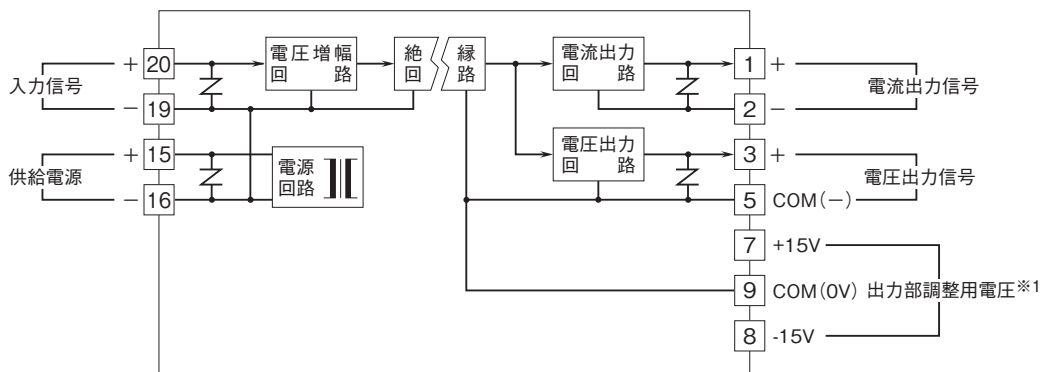 入力信号
+ 20
− 19
供給電源
+ 15
− 16
電圧増幅
回 路
絶 縁
回 路
電源
回路
電流出力
回 路
電圧出力
回 路
1 +
2 −
電流出力信号
3 +
5 COM(−)
電圧出力信号
7 +15V
9 COM(0V) 出力部調整用電圧※1
8 -15V